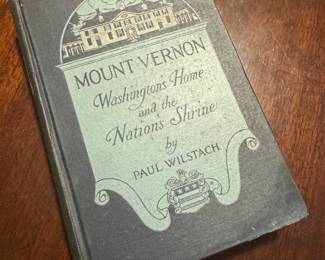 MOUNT VERNON
Washington's Home
and the
Nation's Shrine
by
PAUL WILSTACH